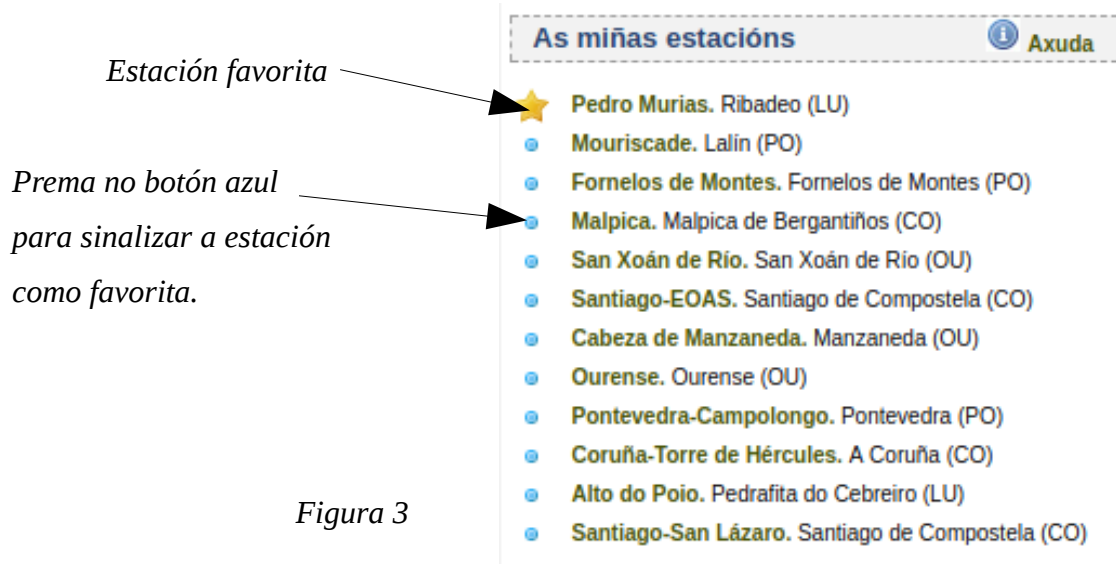 As miñas estacións
Axuda
Estación favorita
Pedro Murias. Ribadeo (LU)
Mouriscade. Lalín (PO)
Prema no botón azul
para sinalizar a estación
como favorita.
Fornelos de Montes. Fornelos de Montes (PO)
Malpica. Malpica de Bergantiños (CO)
San Xoán de Río. San Xoán de Río (OU)
Santiago-EOAS. Santiago de Compostela (CO)
Cabeza de Manzaneda. Manzaneda (OU)
Ourense. Ourense (OU)
Pontevedra-Campolongo. Pontevedra (PO)
Coruña-Torre de Hércules. A Coruña (CO)
Alto do Poio. Pedrafita do Cebreiro (LU)
Santiago-San Lázaro. Santiago de Compostela (CO)
Figura 3